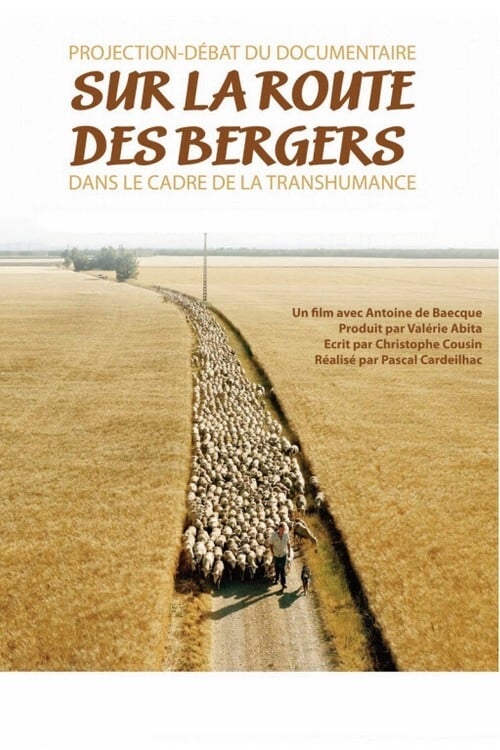 PROJECTION-DÉBAT DU DOCUMENTAIRE
SUR LA ROUTE
DES BERGERS
DANS LE CADRE DE LA TRANSHUMANCE
Un film avec Antoine de Baecque
Produit par Valérie Abita
Ecrit par Christophe Cousin
Réalisé par Pascal Cardeilhac